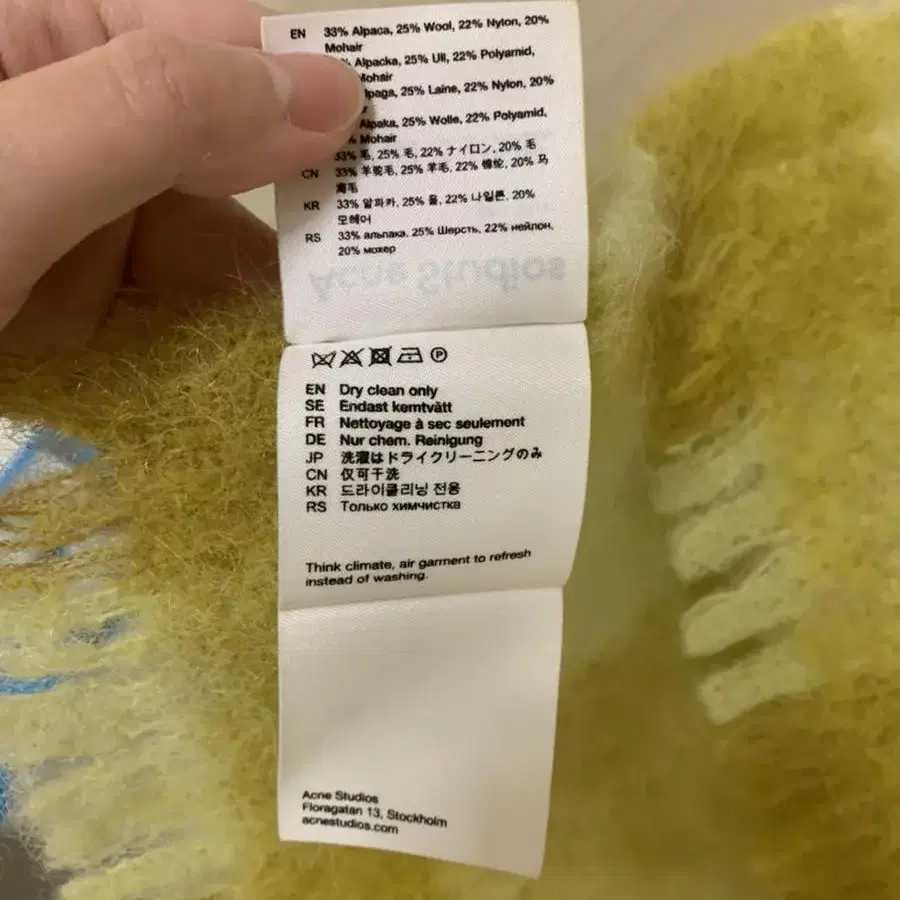 EN 33% Alpaca, 25% Wool, 22% Nylon, 20%
Mohair
Alpacka, 25% Ull, 22% Polyamid,
Mohair
25% Laine, 22% Nylon, 20%
Alpaka, 25% Wolle, 22% Polyamid,
Mohair
33% 毛, 25% 毛, 22% ナイロン, 20% 毛
CN 33% 羊驼毛, 25% 羊毛, 22% 锦纶, 20% 马
海毛
KR 33% 알파카, 25% 울, 22% 나일론, 20%
모헤어
RS 33% альпака, 25% Шерсть, 22% нейлон,
20% мохер
Acne Studios
EN Dry clean only
SE Endast kemtvätt
FR Nettoyage à sec seulement
DE Nur chem. Reinigung
JP 洗濯はドライクリーニングのみ
CN 仅可干洗
KR 드라이클리닝 전용
RS Только химчистка
Think climate, air garment to refresh
instead of washing.
Acne Studios
Floragatan 13, Stockholm
acnestudios.com